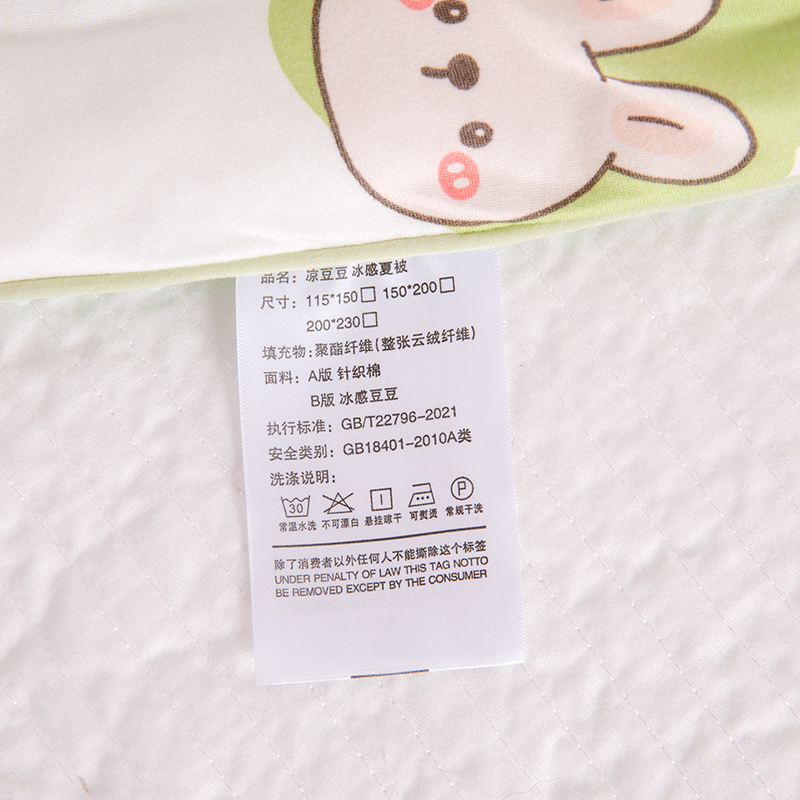 品名：凉豆豆 冰感夏被
尺寸：115*150□ 150*200□
200*230□
填充物：聚酯纤维（整张云绒纤维）
面料：A版 针织棉
B版 冰感豆豆
执行标准：GB/T22796-2021
安全类别：GB18401-2010A类
洗涤说明：
30 P
常温水洗 不可漂白 悬挂晾干 可熨烫 常规干洗
除了消费者以外任何人不能撕除这个标签
UNDER PENALTY OF LAW THIS TAG NOTTO
BE REMOVED EXCEPT BY THE CONSUMER